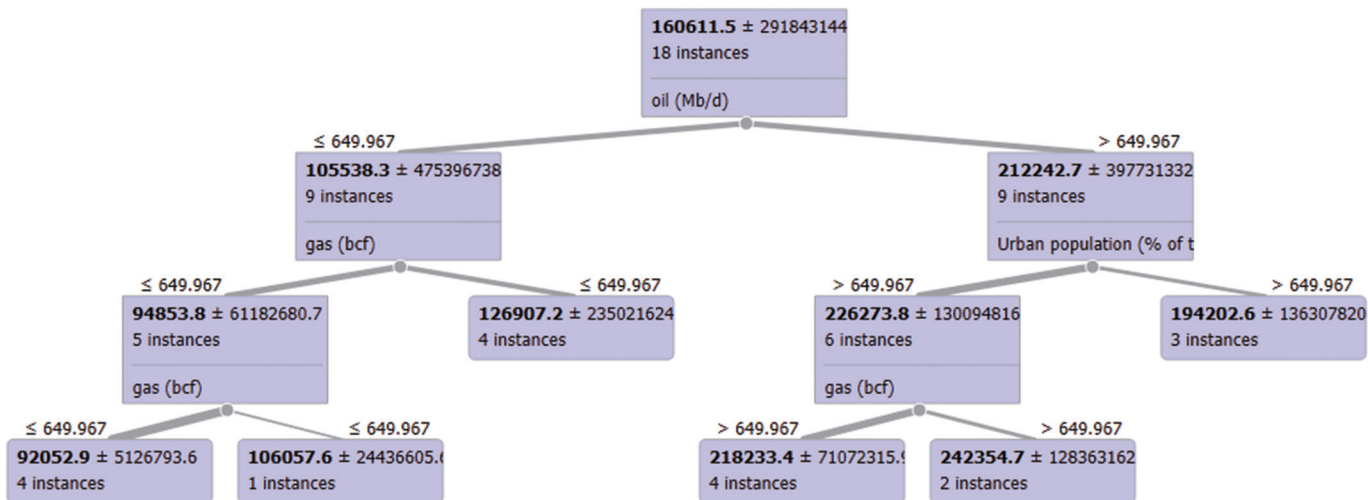 160611.5 ± 291843144
18 instances
oil (Mb/d)
≤ 649.967
> 649.967
105538.3 ± 475396738
9 instances
gas (bcf)
212242.7 ± 397731332
9 instances
Urban population (% of t
≤ 649.967
≤ 649.967
> 649.967
> 649.967
94853.8 ± 61182680.7
5 instances
gas (bcf)
126907.2 ± 235021624
4 instances
226273.8 ± 130094816
6 instances
gas (bcf)
194202.6 ± 136307820
3 instances
≤ 649.967
≤ 649.967
> 649.967
> 649.967
92052.9 ± 5126793.6
4 instances
106057.6 ± 24436605.6
1 instances
218233.4 ± 71072315.9
4 instances
242354.7 ± 128363162
2 instances